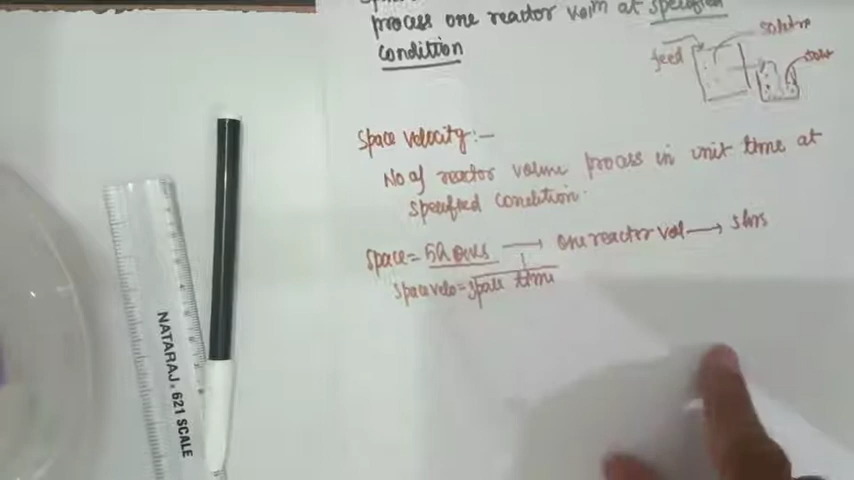 process one reactor volm at specified
condition
feed
Space velocity:-
No of reactor volume process in unit time at
specified condition.
space = 5hours → one reactor vol → 5hrs
space velo = 1/space time
NATARAJ 621 SCALE